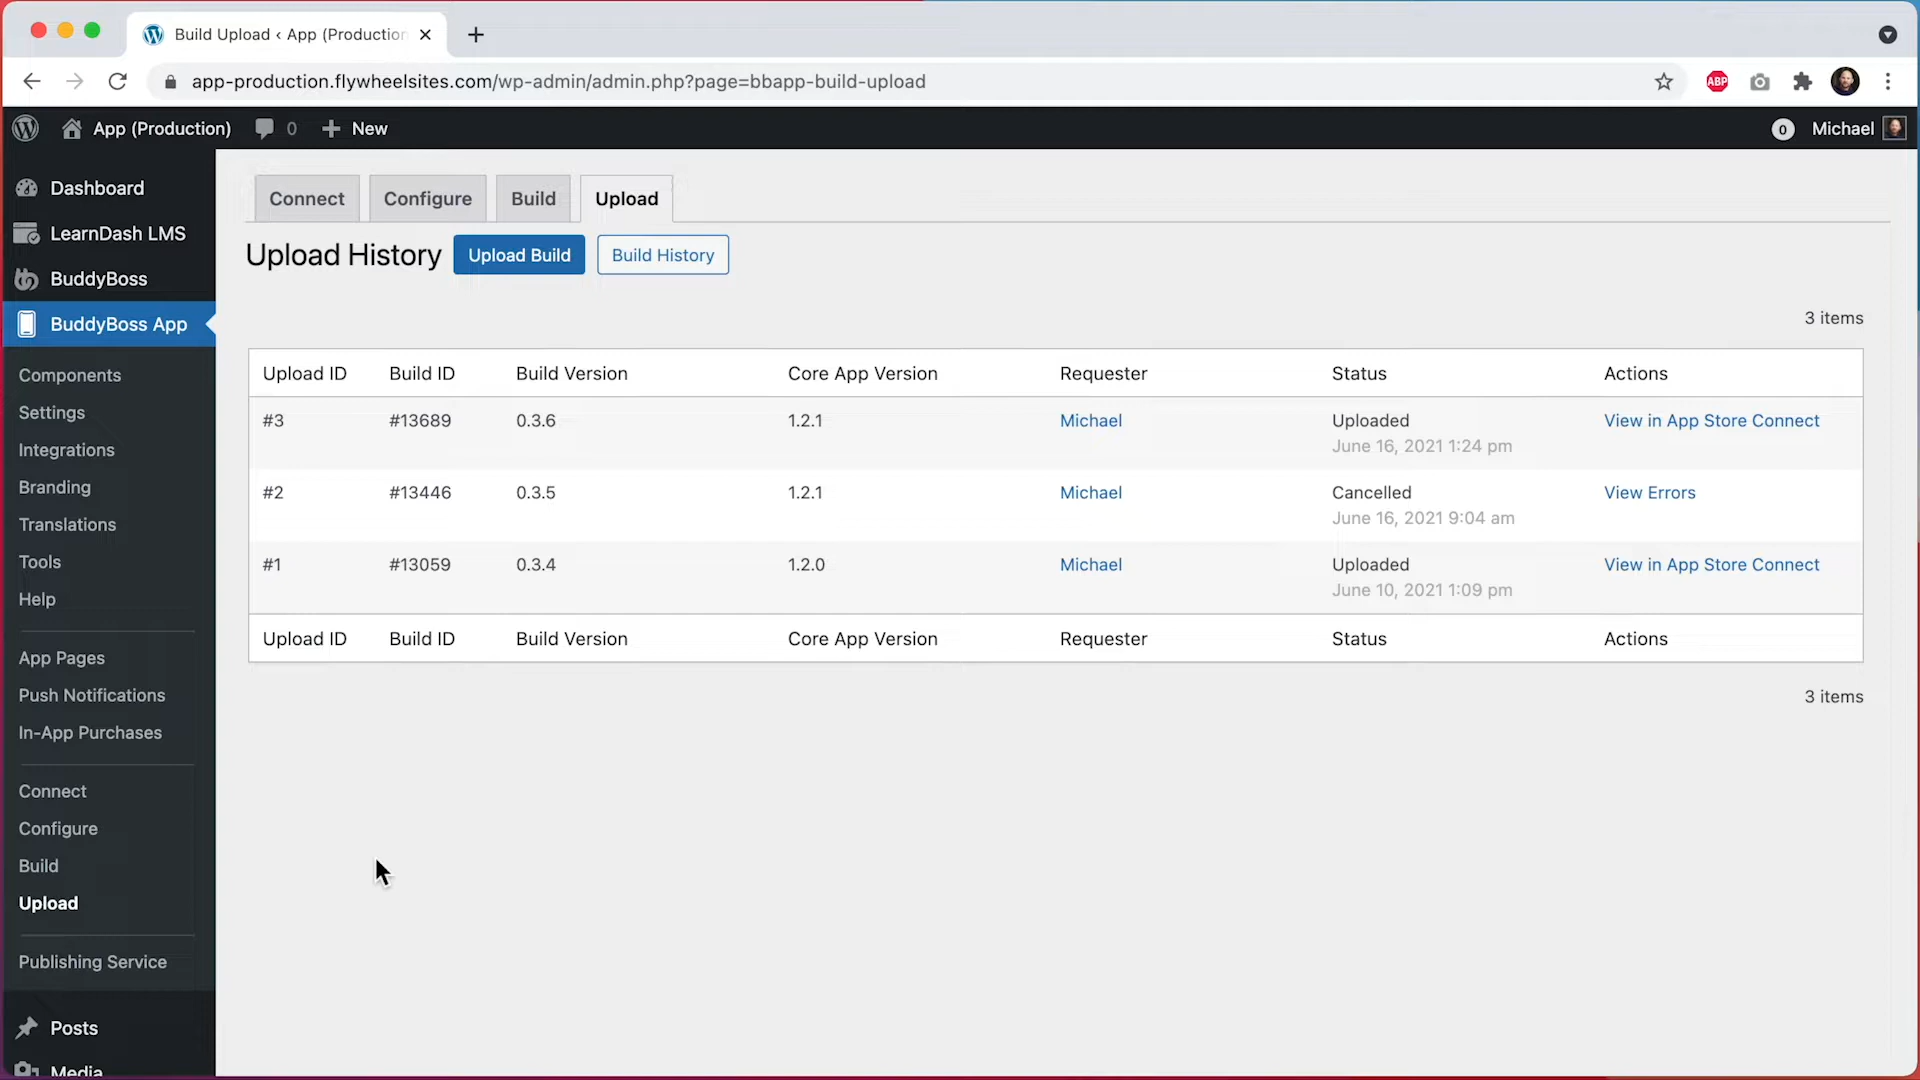 Build Upload ‹ App (Production
app-production.flywheelsites.com/wp-admin/admin.php?page=bbapp-build-upload
ABP
App (Production)
0
New
0
Michael
Dashboard
LearnDash LMS
BuddyBoss
BuddyBoss App
Components
Settings
Integrations
Branding
Translations
Tools
Help
App Pages
Push Notifications
In-App Purchases
Connect
Configure
Build
Upload
Publishing Service
Posts
Media
Connect
Configure
Build
Upload
Upload History
Upload Build
Build History
3 items
Upload ID Build ID Build Version Core App Version Requester Status Actions
#3 #13689 0.3.6 1.2.1 Michael Uploaded View in App Store Connect
June 16, 2021 1:24 pm
#2 #13446 0.3.5 1.2.1 Michael Cancelled View Errors
June 16, 2021 9:04 am
#1 #13059 0.3.4 1.2.0 Michael Uploaded View in App Store Connect
June 10, 2021 1:09 pm
Upload ID Build ID Build Version Core App Version Requester Status Actions
3 items